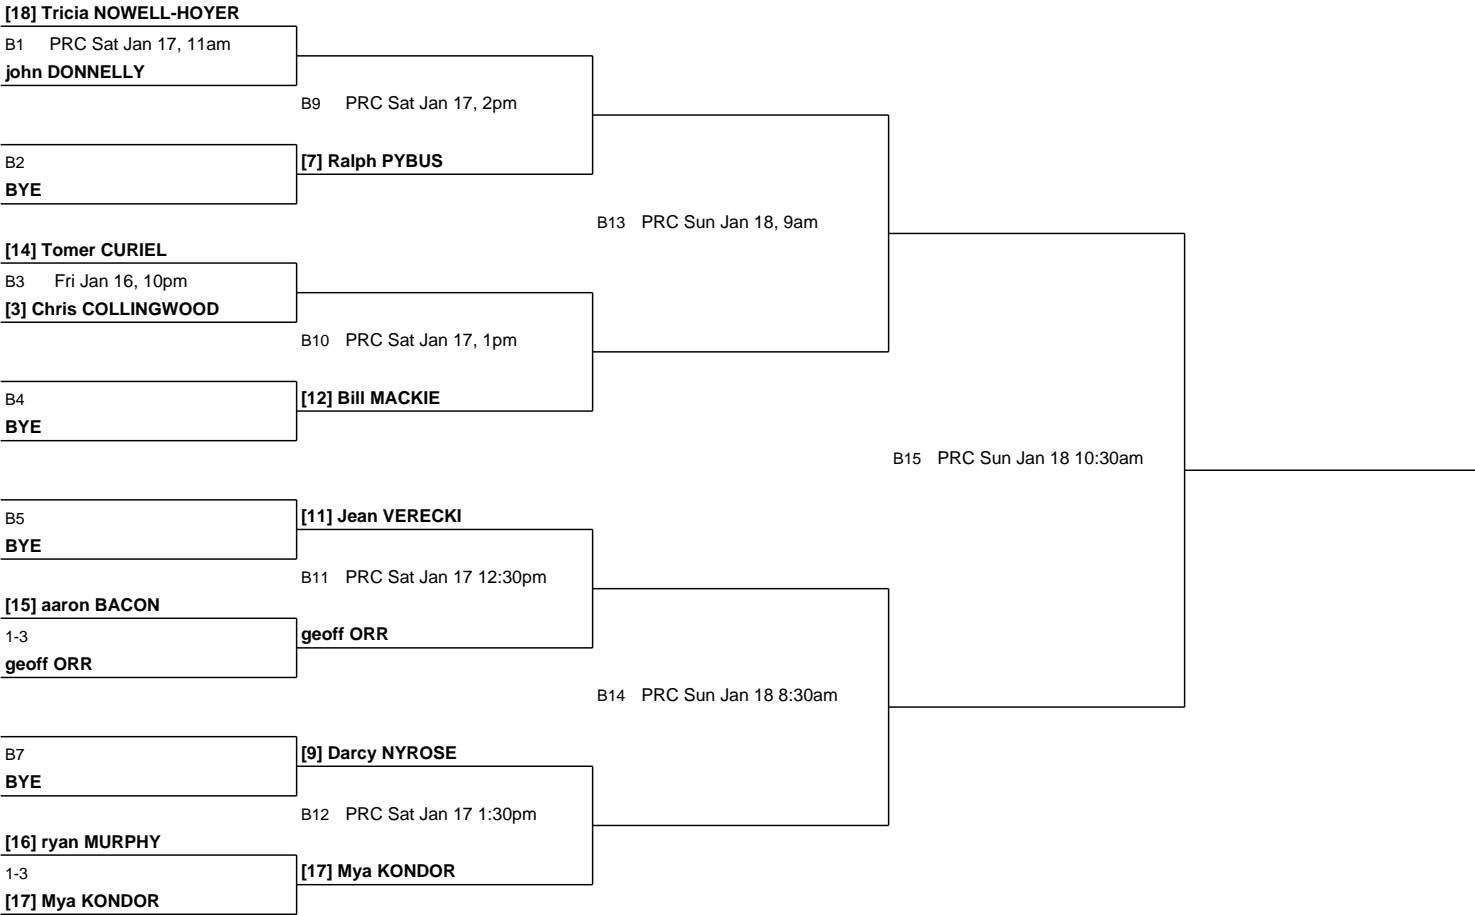 [18] Tricia NOWELL-HOYER
B1 PRC Sat Jan 17, 11am
john DONNELLY
B9 PRC Sat Jan 17, 2pm
B2
[7] Ralph PYBUS
BYE
B13 PRC Sun Jan 18, 9am
[14] Tomer CURIEL
B3 Fri Jan 16, 10pm
[3] Chris COLLINGWOOD
B10 PRC Sat Jan 17, 1pm
B4
[12] Bill MACKIE
BYE
B15 PRC Sun Jan 18 10:30am
B5
[11] Jean VERECKI
BYE
B11 PRC Sat Jan 17 12:30pm
[15] aaron BACON
1-3
geoff ORR
geoff ORR
B14 PRC Sun Jan 18 8:30am
B7
[9] Darcy NYROSE
BYE
B12 PRC Sat Jan 17 1:30pm
[16] ryan MURPHY
1-3
[17] Mya KONDOR
[17] Mya KONDOR